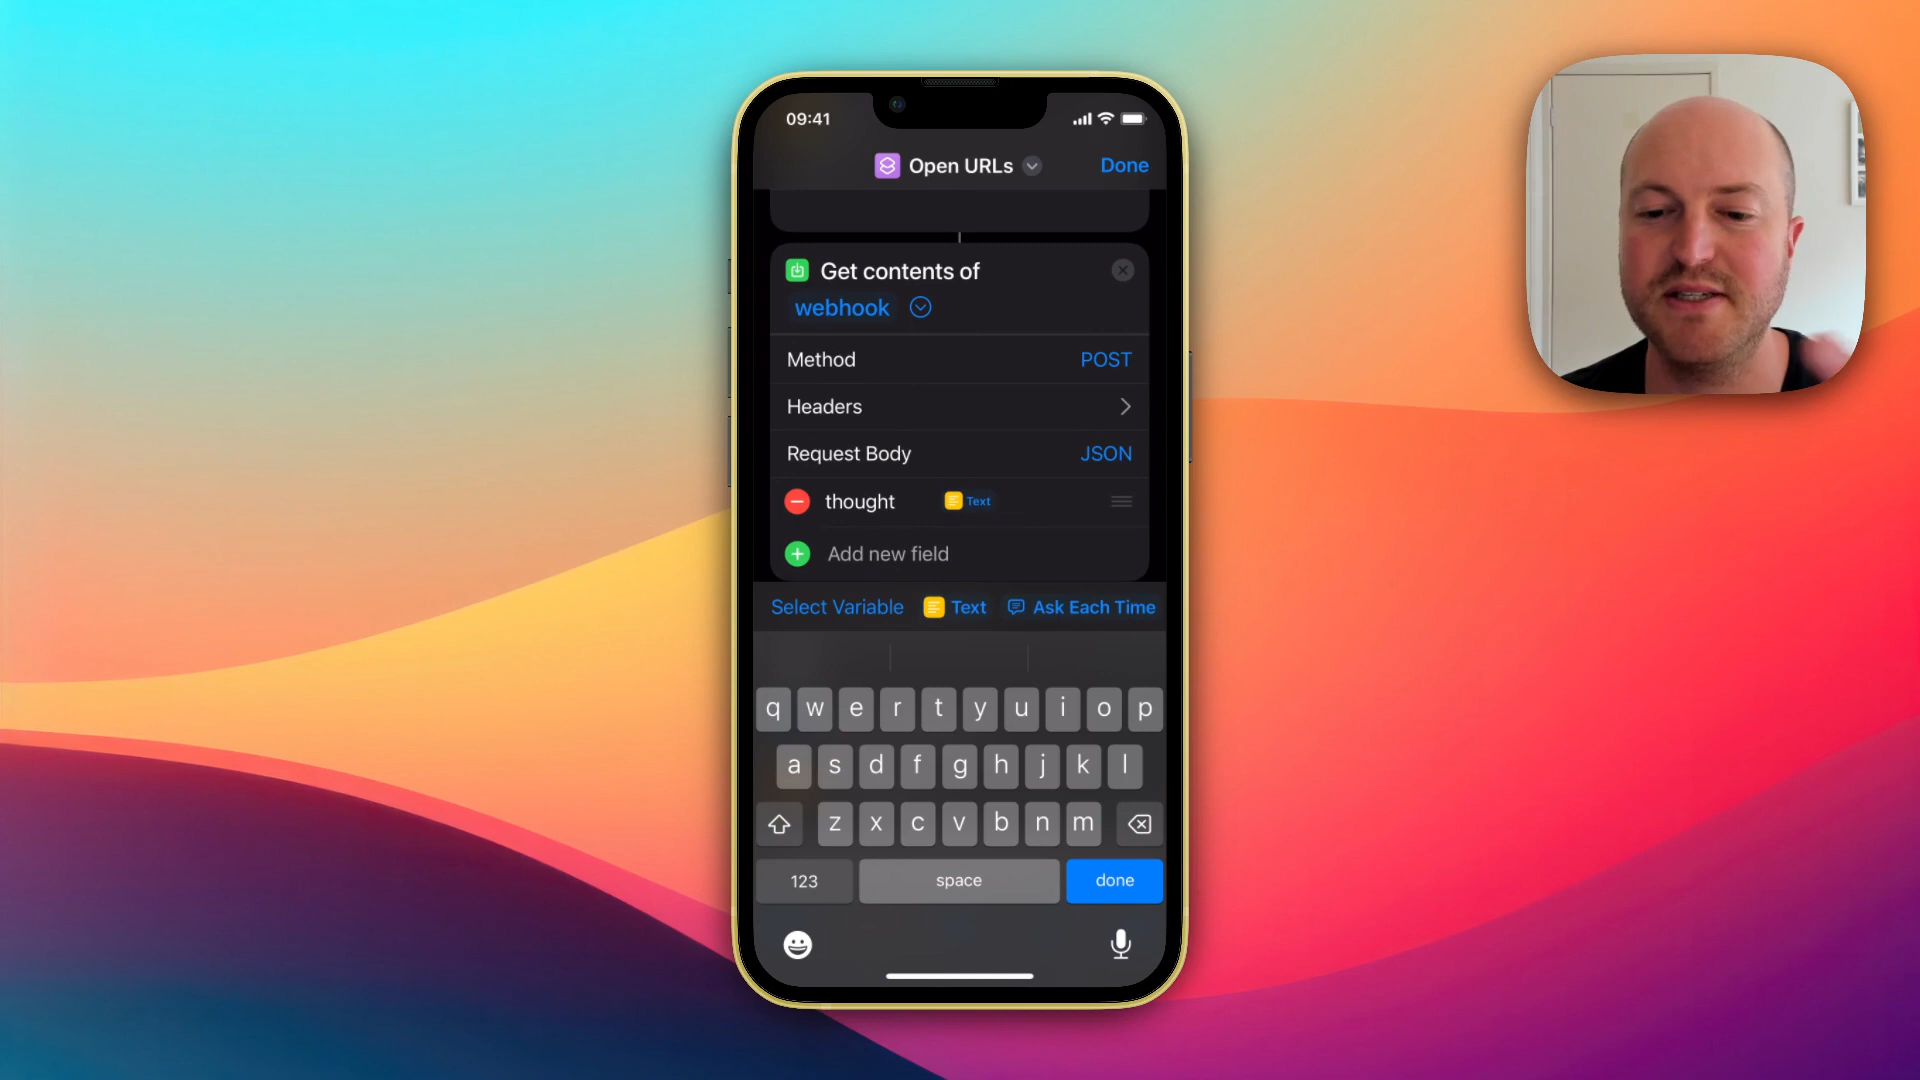 09:41
Open URLs
Done
Get contents of
webhook
Method POST
Headers
Request Body JSON
thought Text
Add new field
Select Variable Text Ask Each Time
q w e r t y u i o p
a s d f g h j k l
z x c v b n m
123 space done